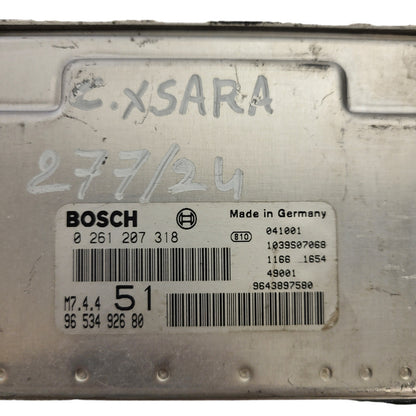 C.XSARA
277/24
BOSCH Made in Germany
0 261 207 318 810 041001
1039S07068
1166 1654
49001
9643897580
M7.4.4 51
96 534 926 80